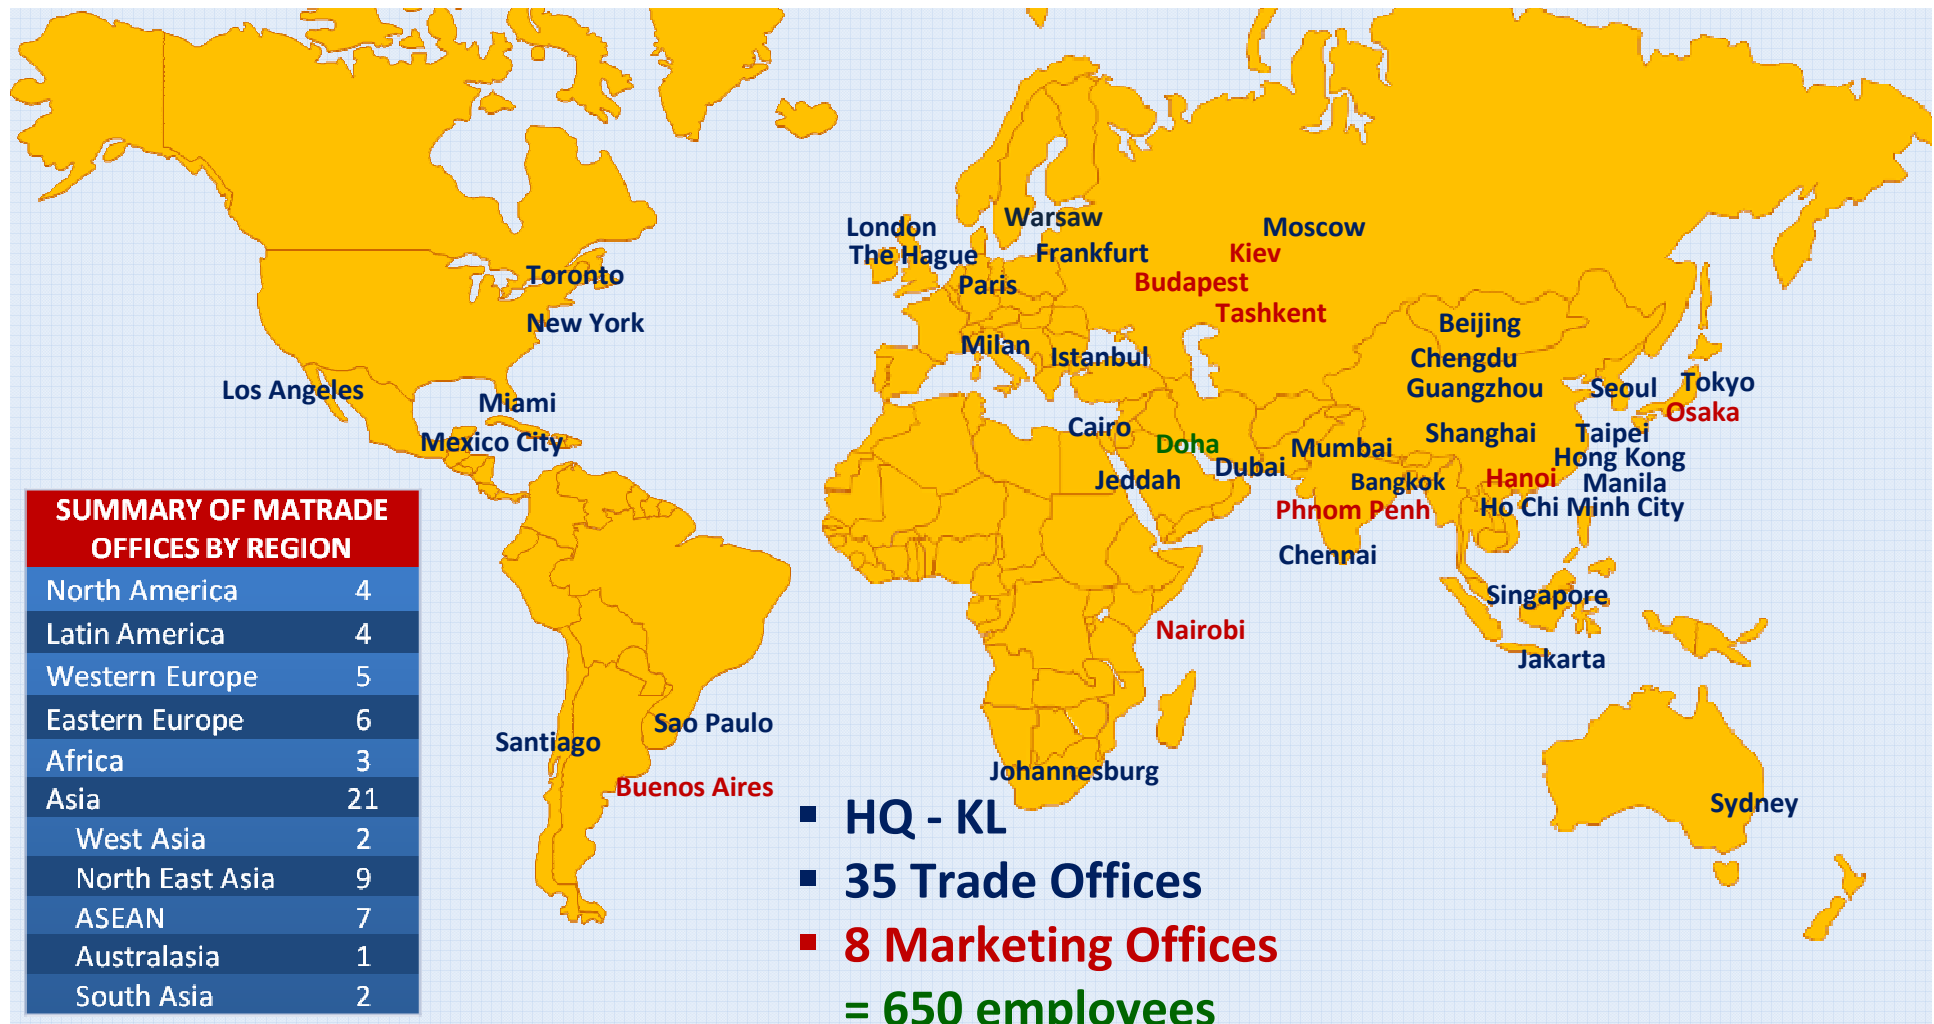 London
Warsaw
Moscow
The Hague
Frankfurt
Kiev
Toronto
Paris
Budapest
New York
Tashkent
Beijing
Milan
Istanbul
Chengdu
Los Angeles
Guangzhou
Seoul
Tokyo
Miami
Osaka
Mexico City
Cairo
Doha
Mumbai
Shanghai
Taipei
Hong Kong
Jeddah
Dubai
Bangkok
Hanoi
Manila
Phnom Penh
Ho Chi Minh City
Chennai
Singapore
Nairobi
Jakarta
Santiago
Sao Paulo
Buenos Aires
Johannesburg
Sydney
SUMMARY OF MATRADE
OFFICES BY REGION
North America 4
Latin America 4
Western Europe 5
Eastern Europe 6
Africa 3
Asia 21
West Asia 2
North East Asia 9
ASEAN 7
Australasia 1
South Asia 2
▪ HQ - KL
▪ 35 Trade Offices
▪ 8 Marketing Offices
= 650 employees